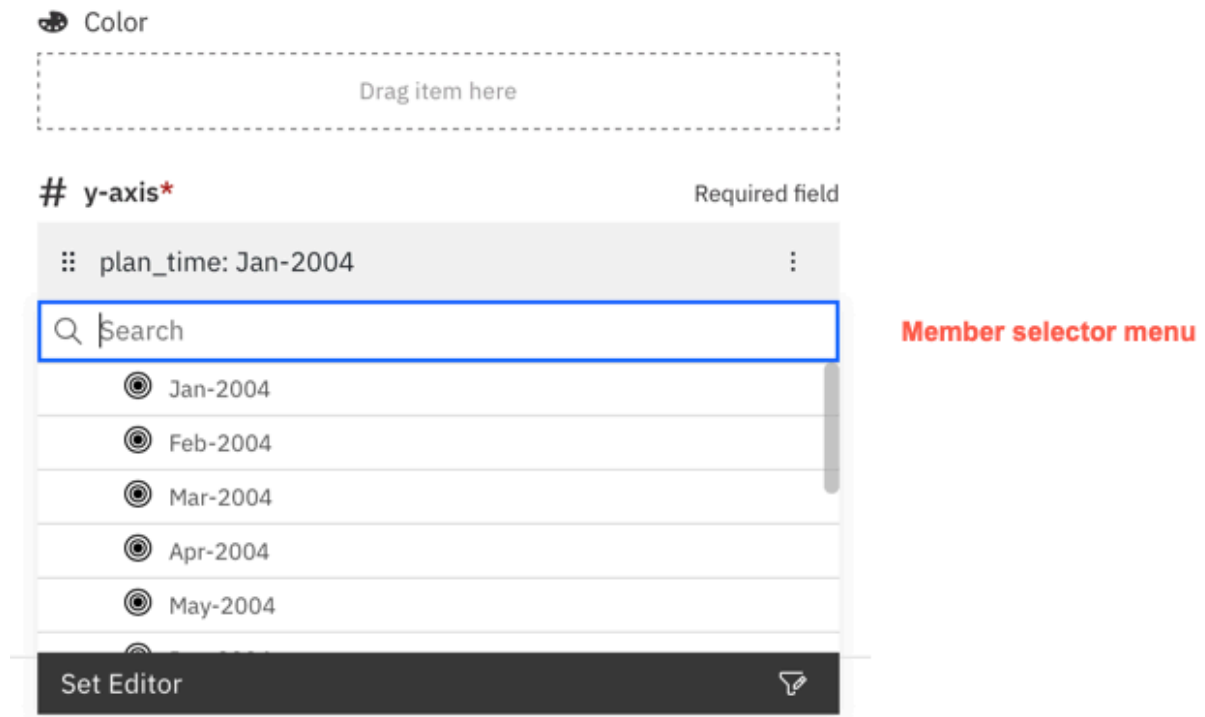 Color
Drag item here
# y-axis* Required field
plan_time: Jan-2004
Search
Member selector menu
Jan-2004
Feb-2004
Mar-2004
Apr-2004
May-2004
Set Editor